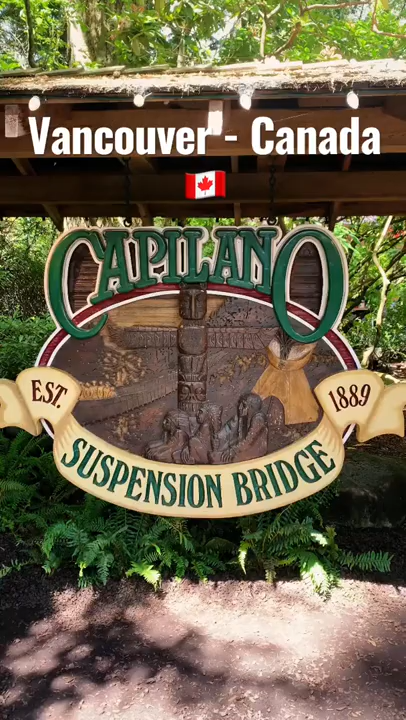 Vancouver - Canada
🇨🇦
CAPILANO
EST. 1889
SUSPENSION BRIDGE